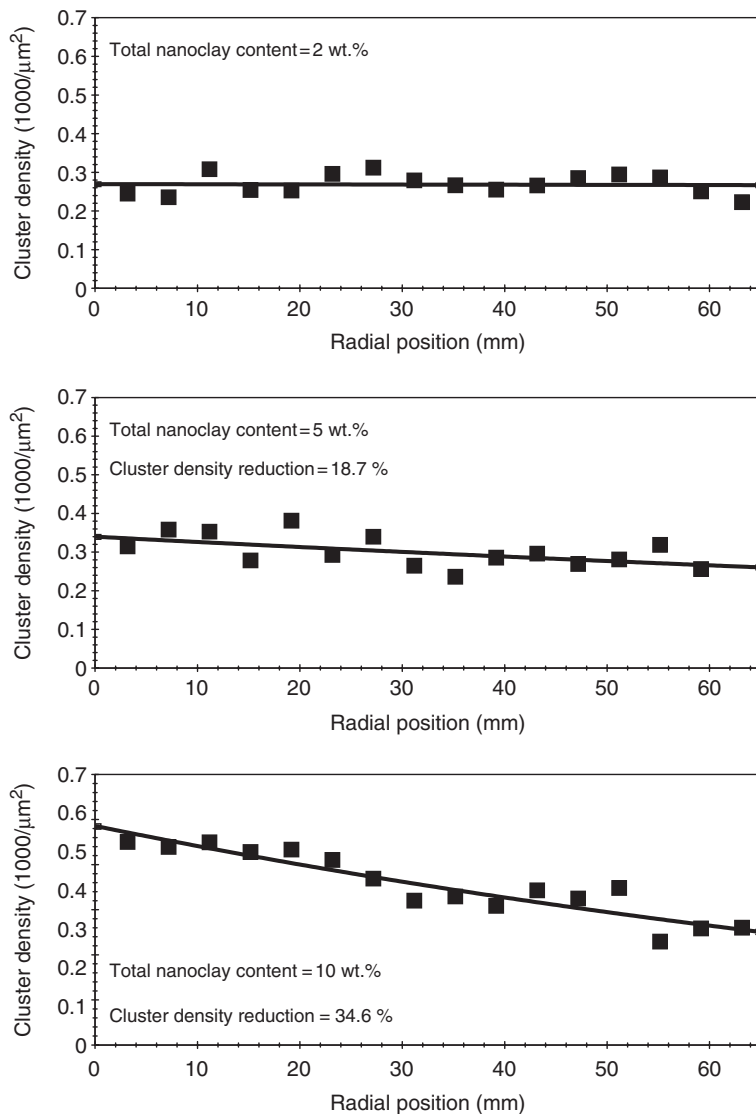 0.7
Total nanoclay content=2 wt.%
0.6
0.5
0.4
0.3
0.2
0.1
0
Cluster density (1000/μm²)
0 10 20 30 40 50 60
Radial position (mm)
0.7
Total nanoclay content=5 wt.%
0.6
Cluster density reduction=18.7 %
0.5
0.4
0.3
0.2
0.1
0
Cluster density (1000/μm²)
0 10 20 30 40 50 60
Radial position (mm)
0.7
0.6
0.5
0.4
0.3
0.2
Total nanoclay content=10 wt.%
0.1
Cluster density reduction = 34.6 %
0
Cluster density (1000/μm²)
0 10 20 30 40 50 60
Radial position (mm)